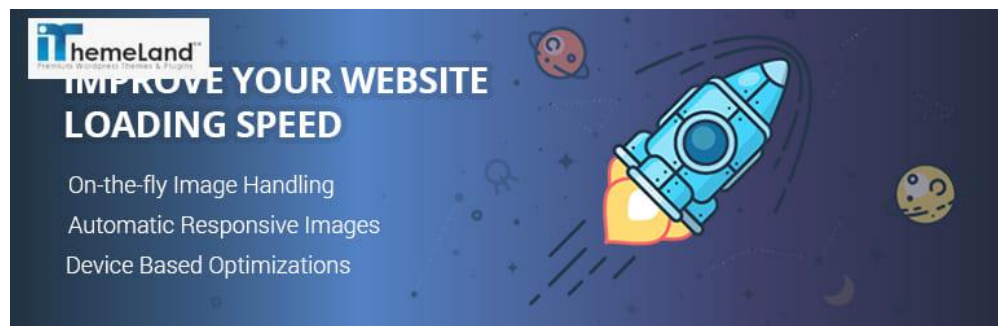 iThemeLand™
Premium Wordpress Themes & Plugins
IMPROVE YOUR WEBSITE
LOADING SPEED
On-the-fly Image Handling
Automatic Responsive Images
Device Based Optimizations